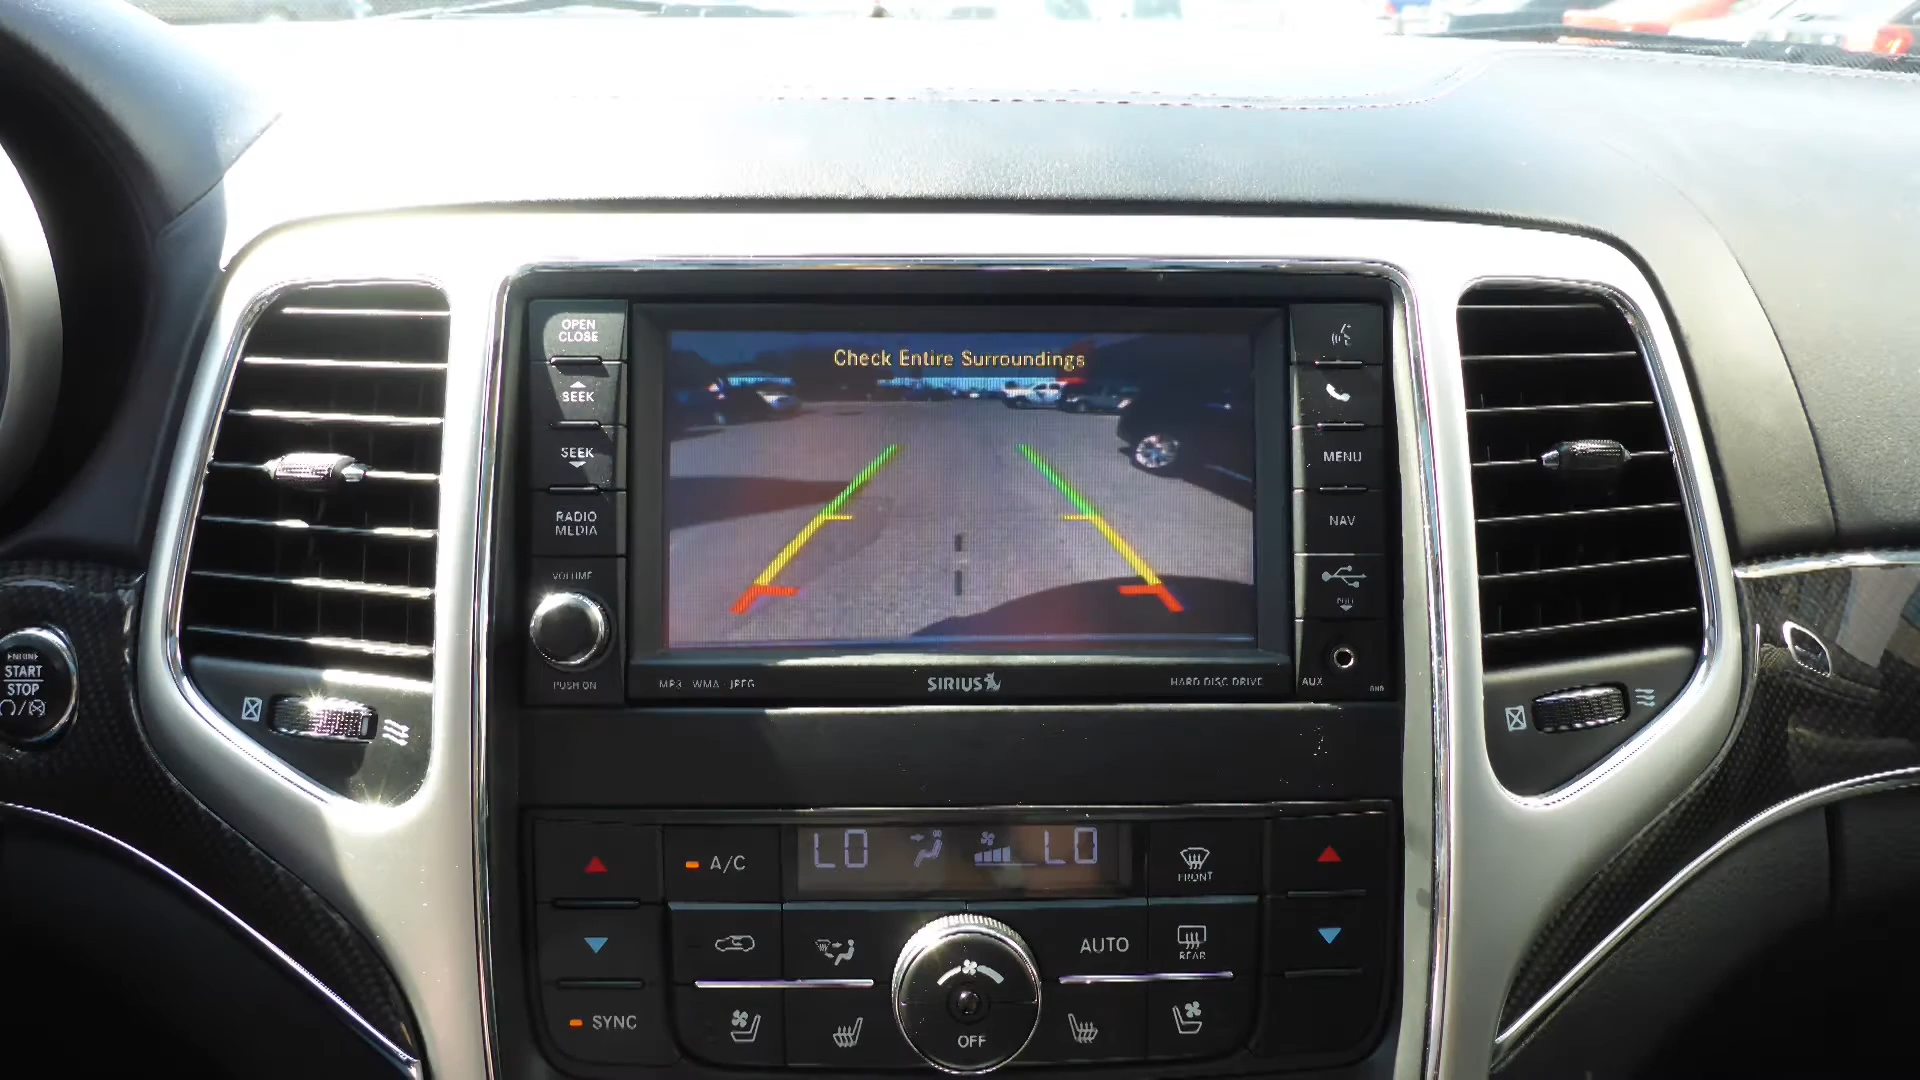 Check Entire Surroundings
OPEN
CLOSE
SEEK
SEEK
RADIO
MEDIA
VOLUME
PUSH ON
MP3 WMA JPEG
SIRIUS
HARD DISC DRIVE
MENU
NAV
AUX
ENGINE
START
STOP
LO
LO
A/C
FRONT
AUTO
REAR
SYNC
OFF